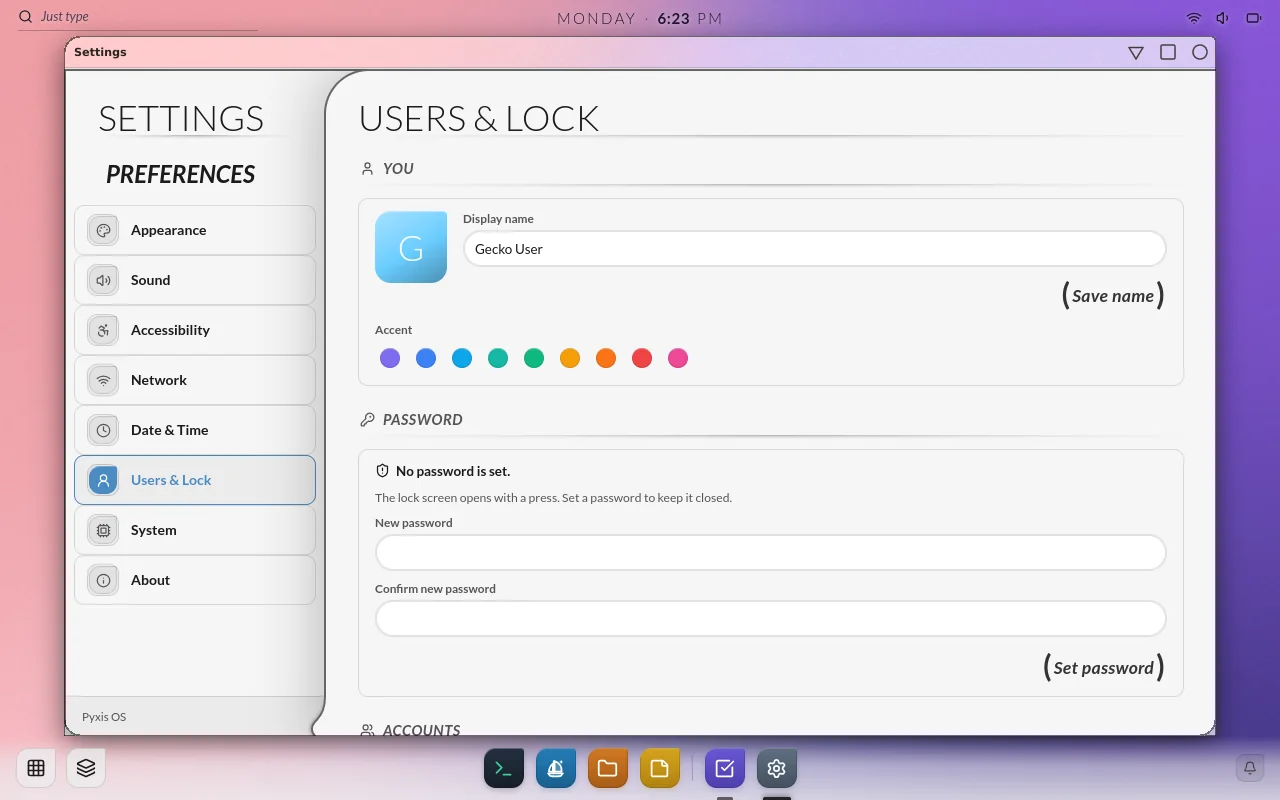 Just type
MONDAY · 6:23 PM
Settings
SETTINGS
PREFERENCES
Appearance
Sound
Accessibility
Network
Date & Time
Users & Lock
System
About
Pyxis OS
USERS & LOCK
YOU
G
Display name
Gecko User
(Save name)
Accent
PASSWORD
No password is set.
The lock screen opens with a press. Set a password to keep it closed.
New password
Confirm new password
(Set password)
ACCOUNTS